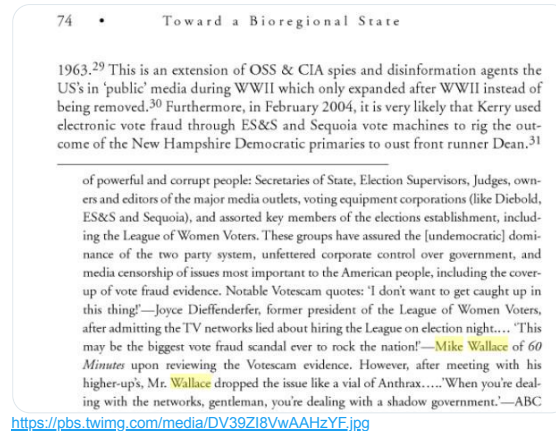 74 • Toward a Bioregional State
1963.29 This is an extension of OSS & CIA spies and disinformation agents the
US's in 'public' media during WWII which only expanded after WWII instead of
being removed.30 Furthermore, in February 2004, it is very likely that Kerry used
electronic vote fraud through ES&S and Sequoia vote machines to rig the out-
come of the New Hampshire Democratic primaries to oust front runner Dean.31
of powerful and corrupt people: Secretaries of State, Election Supervisors, Judges, own-
ers and editors of the major media outlets, voting equipment corporations (like Diebold,
ES&S and Sequoia), and assorted key members of the elections establishment, includ-
ing the League of Women Voters. These groups have assured the [undemocratic] domi-
nance of the two party system, unfettered corporate control over government, and
media censorship of issues most important to the American people, including the cover-
up of vote fraud evidence. Notable Votescam quotes: 'I don't want to get caught up in
this thing!'—Joyce Dieffenderfer, former president of the League of Women Voters,
after admitting the TV networks lied about hiring the League on election night.... 'This
may be the biggest vote fraud scandal ever to rock the nation!'—Mike Wallace of 60
Minutes upon reviewing the Votescam evidence. However, after meeting with his
higher-up's, Mr. Wallace dropped the issue like a vial of Anthrax.....'When you're deal-
ing with the networks, gentleman, you're dealing with a shadow government.'—ABC
https://pbs.twimg.com/media/DV39ZI8VwAAHzYF.jpg